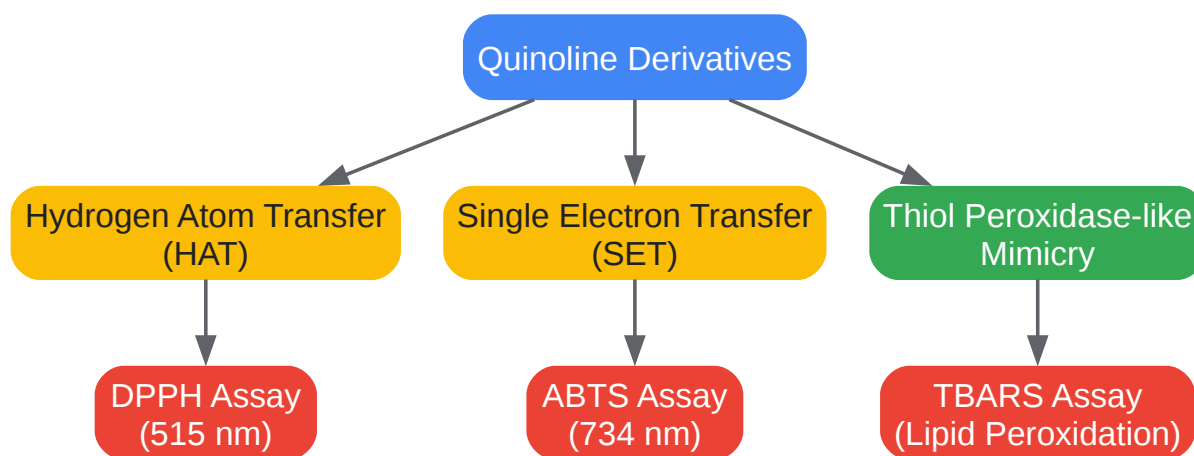 Quinoline Derivatives
Hydrogen Atom Transfer
(HAT)
Single Electron Transfer
(SET)
Thiol Peroxidase-like
Mimicry
DPPH Assay
(515 nm)
ABTS Assay
(734 nm)
TBARS Assay
(Lipid Peroxidation)